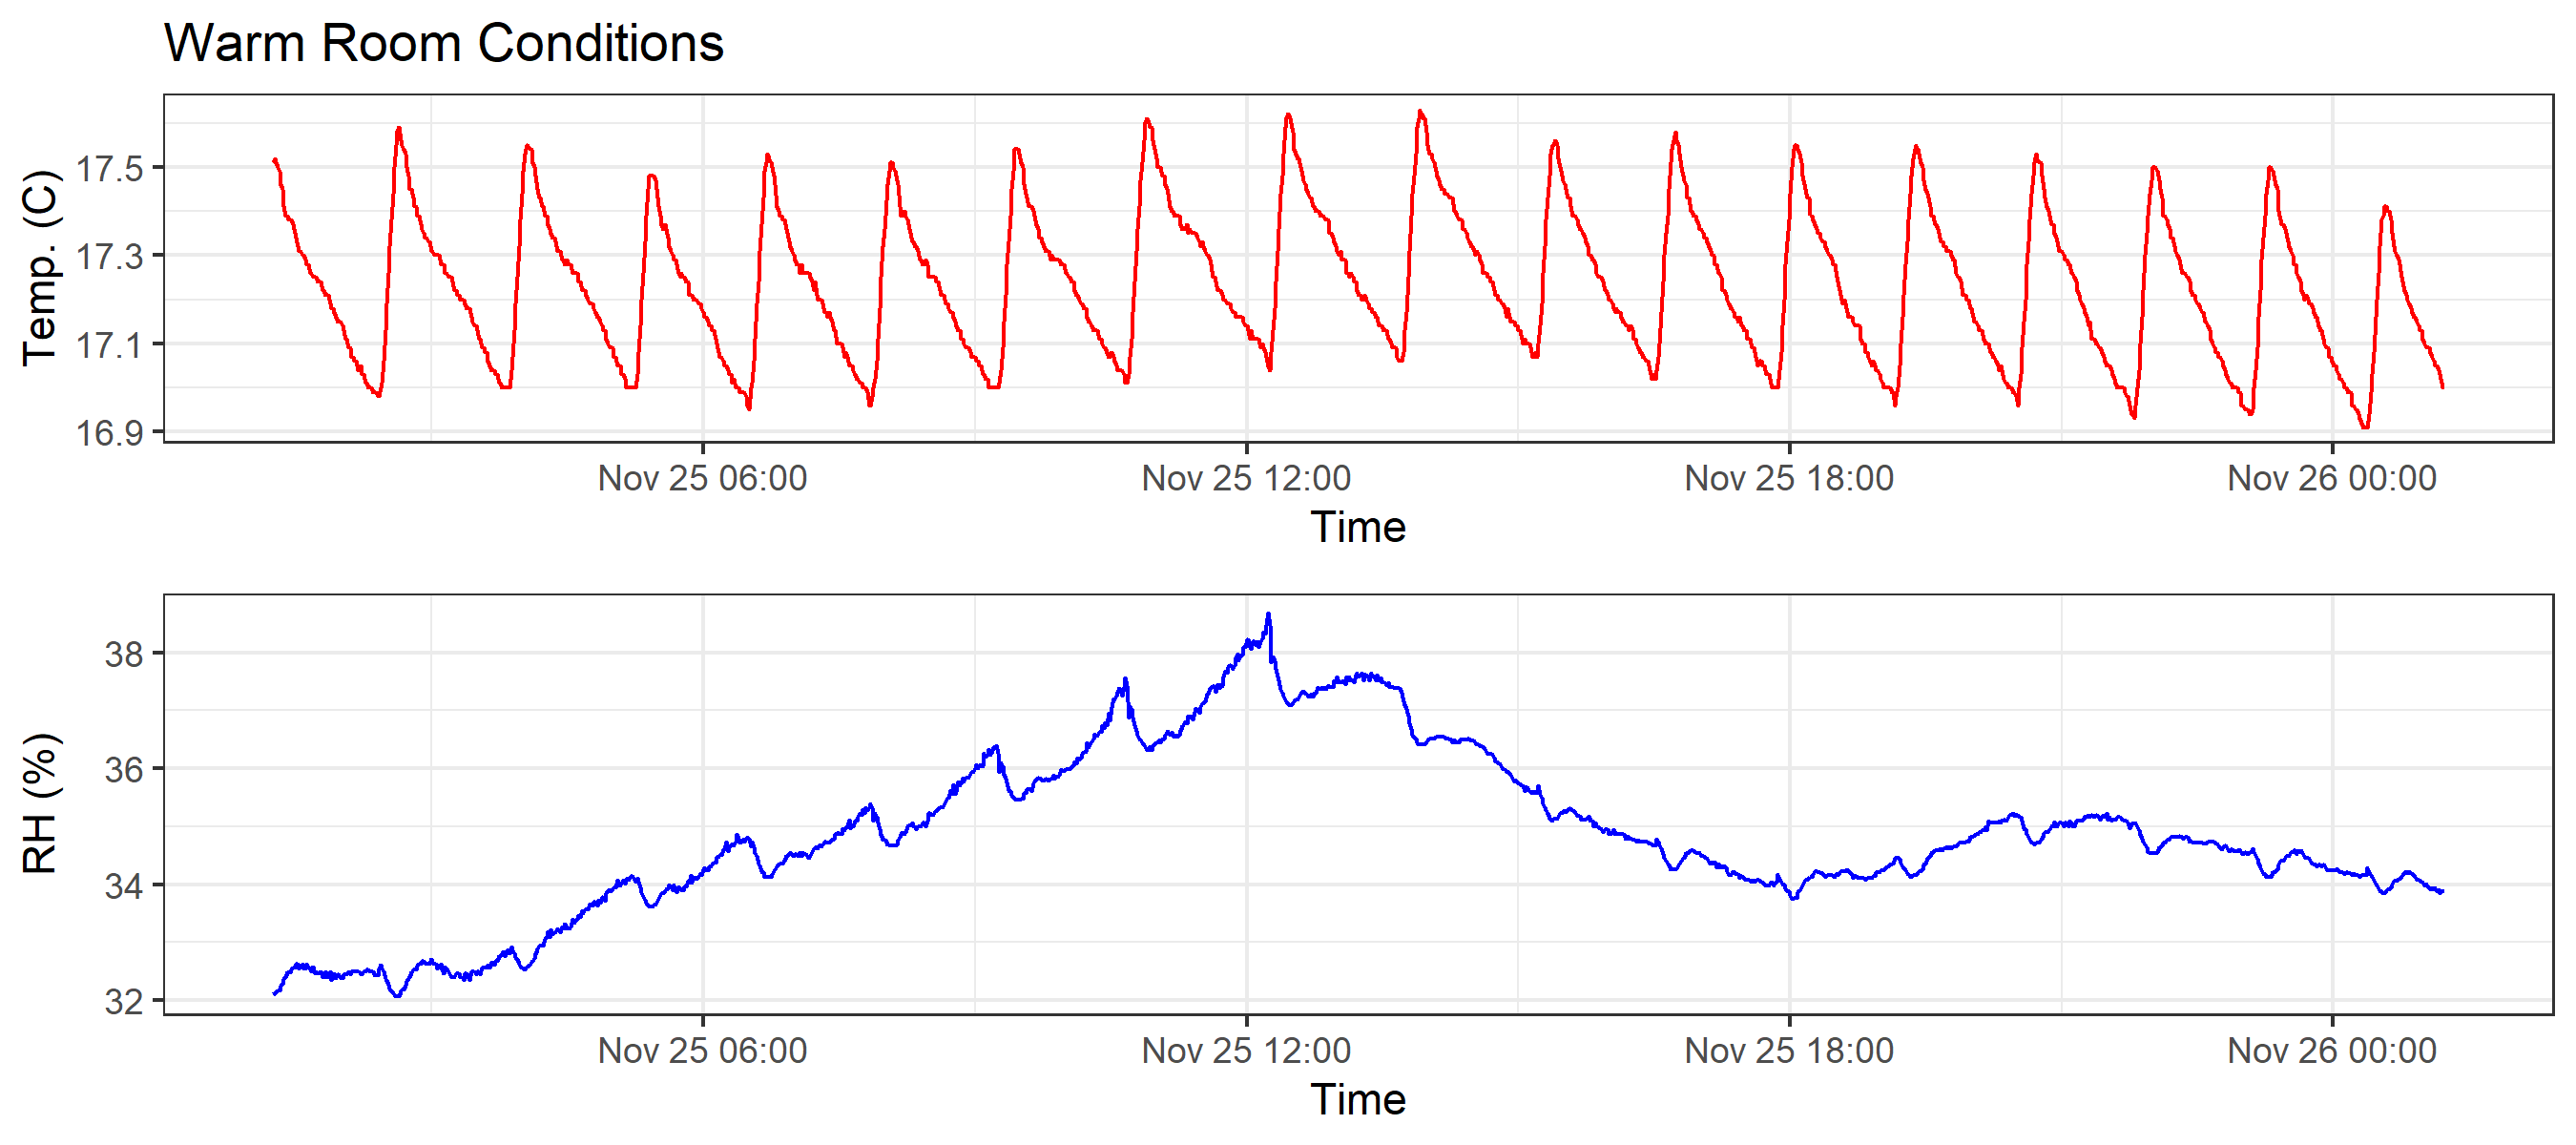 Warm Room Conditions
Temp. (C)
17.5
17.3
17.1
16.9
Nov 25 06:00 Nov 25 12:00 Nov 25 18:00 Nov 26 00:00
Time
RH (%)
38
36
34
32
Nov 25 06:00 Nov 25 12:00 Nov 25 18:00 Nov 26 00:00
Time